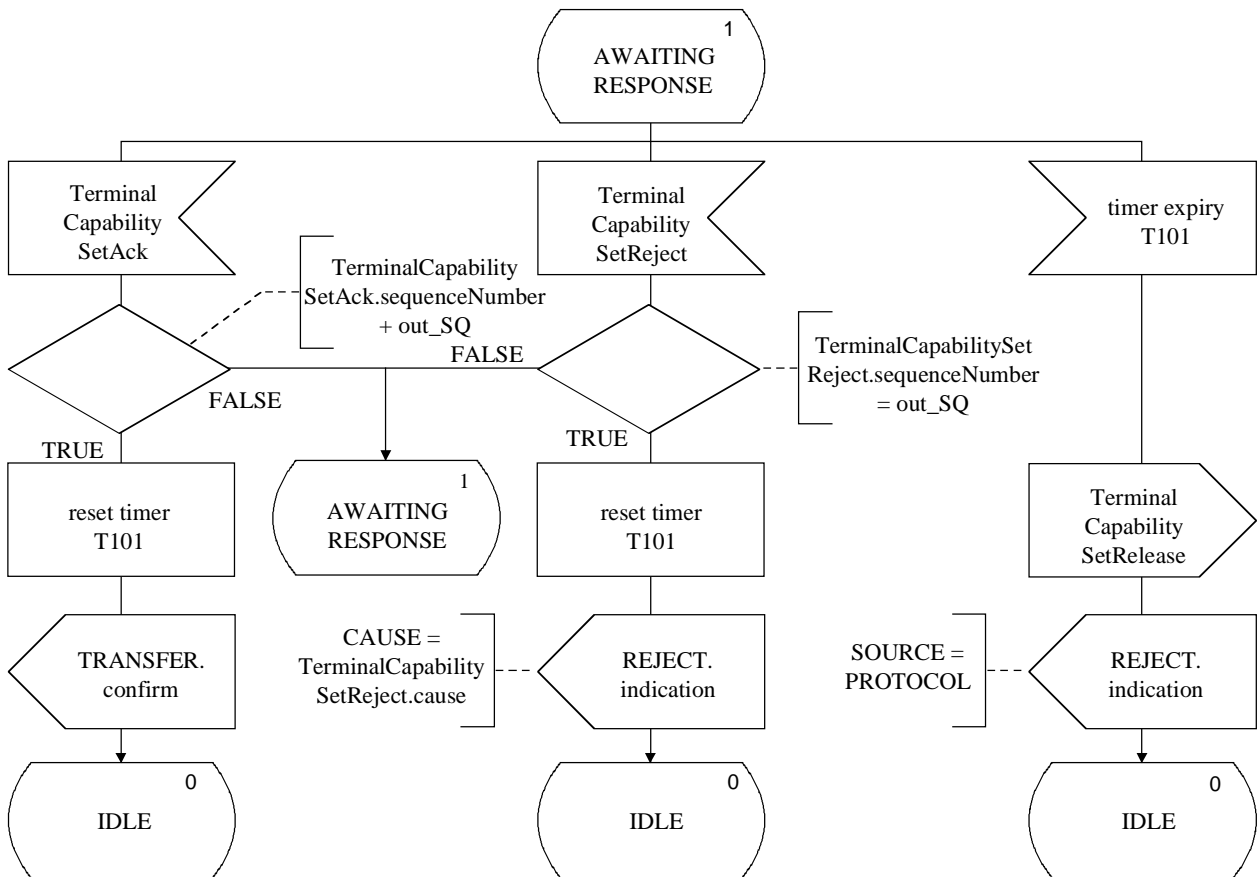 1
AWAITING
RESPONSE
Terminal
Capability
SetAck
TerminalCapability
SetAck.sequenceNumber
+ out_SQ
Terminal
Capability
SetReject
timer expiry
T101
TerminalCapabilitySet
Reject.sequenceNumber
= out_SQ
FALSE
FALSE
TRUE
TRUE
reset timer
T101
1
AWAITING
RESPONSE
reset timer
T101
Terminal
Capability
SetRelease
TRANSFER.
confirm
CAUSE =
TerminalCapability
SetReject.cause
REJECT.
indication
SOURCE =
PROTOCOL
REJECT.
indication
0
IDLE
0
IDLE
0
IDLE